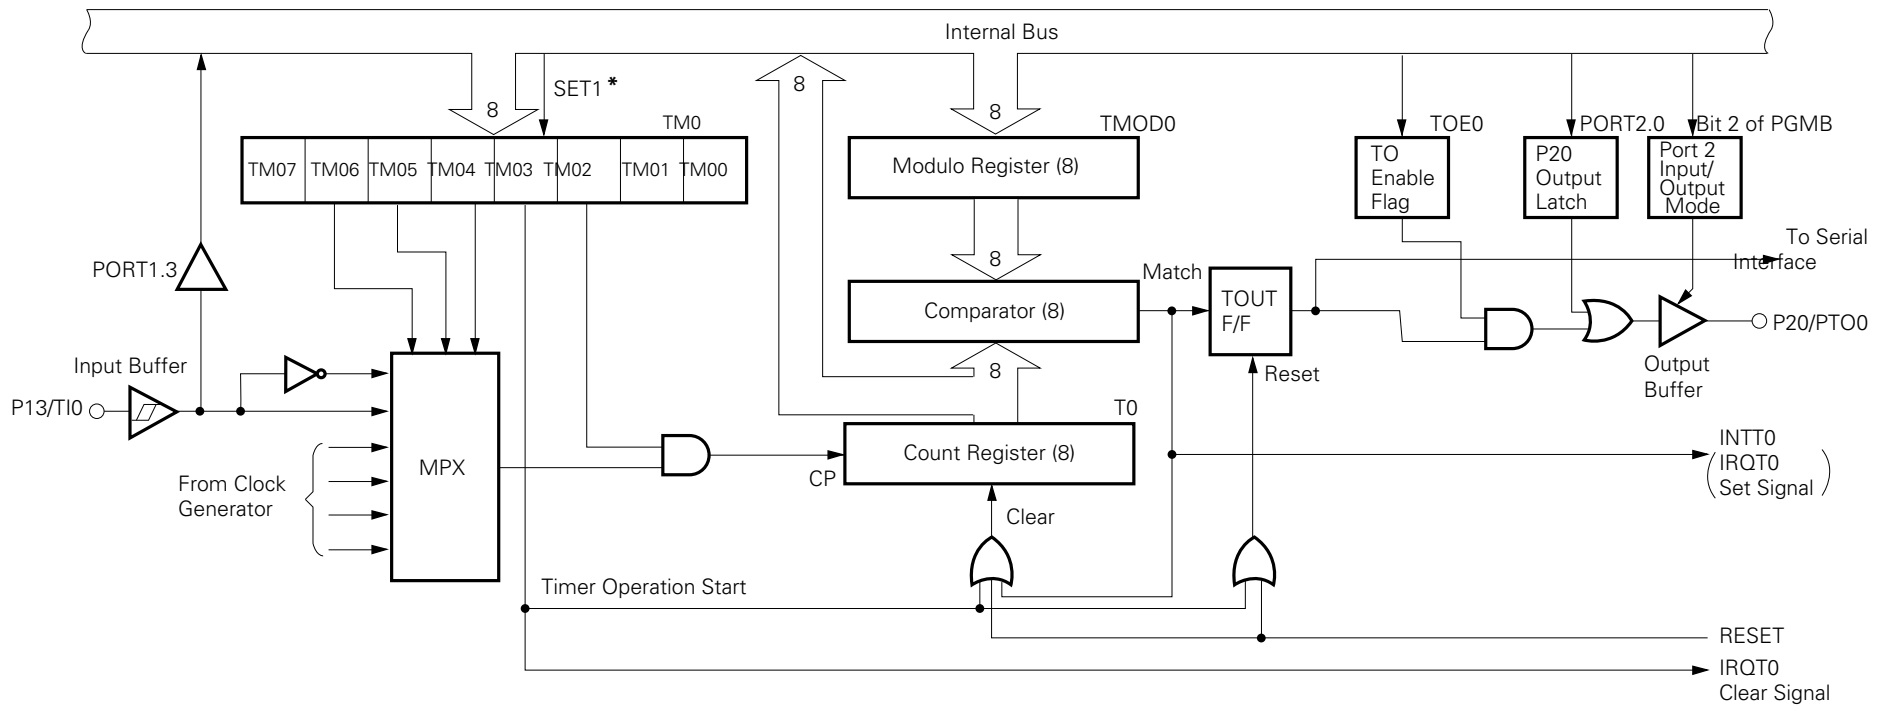 Internal Bus
SET1 *
8
8
8
TM0
TMOD0
TOE0
PORT2.0
Bit 2 of PGMB
TM07 TM06 TM05 TM04 TM03 TM02 TM01 TM00
Modulo Register (8)
TO
Enable
Flag
P20
Output
Latch
Port 2
Input/
Output
Mode
PORT1.3
8
Match
To Serial
Interface
Comparator (8)
TOUT
F/F
P20/PTO0
Output
Buffer
Input Buffer
8
Reset
P13/TI0
T0
MPX
Count Register (8)
CP
INTT0
IRQT0
Set Signal
From Clock
Generator
Clear
Timer Operation Start
RESET
IRQT0
Clear Signal